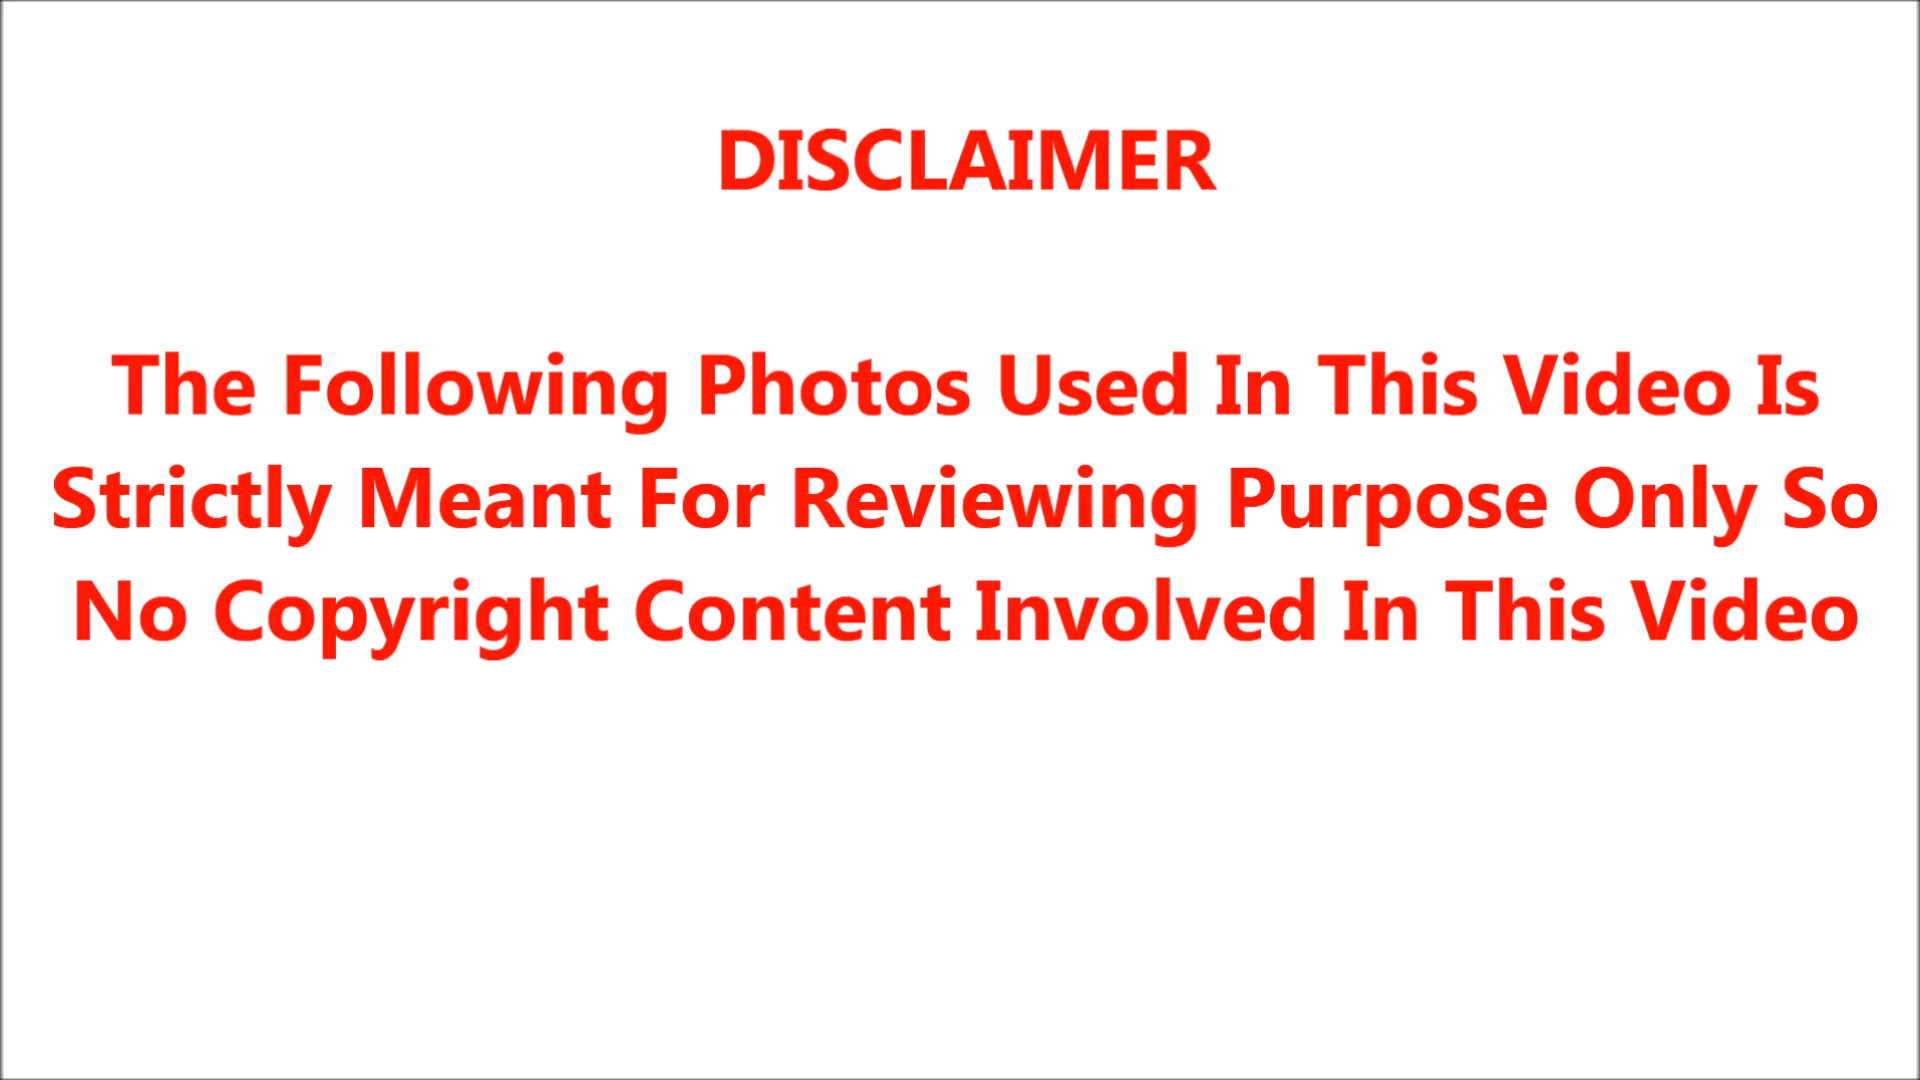 DISCLAIMER
The Following Photos Used In This Video Is
Strictly Meant For Reviewing Purpose Only So
No Copyright Content Involved In This Video